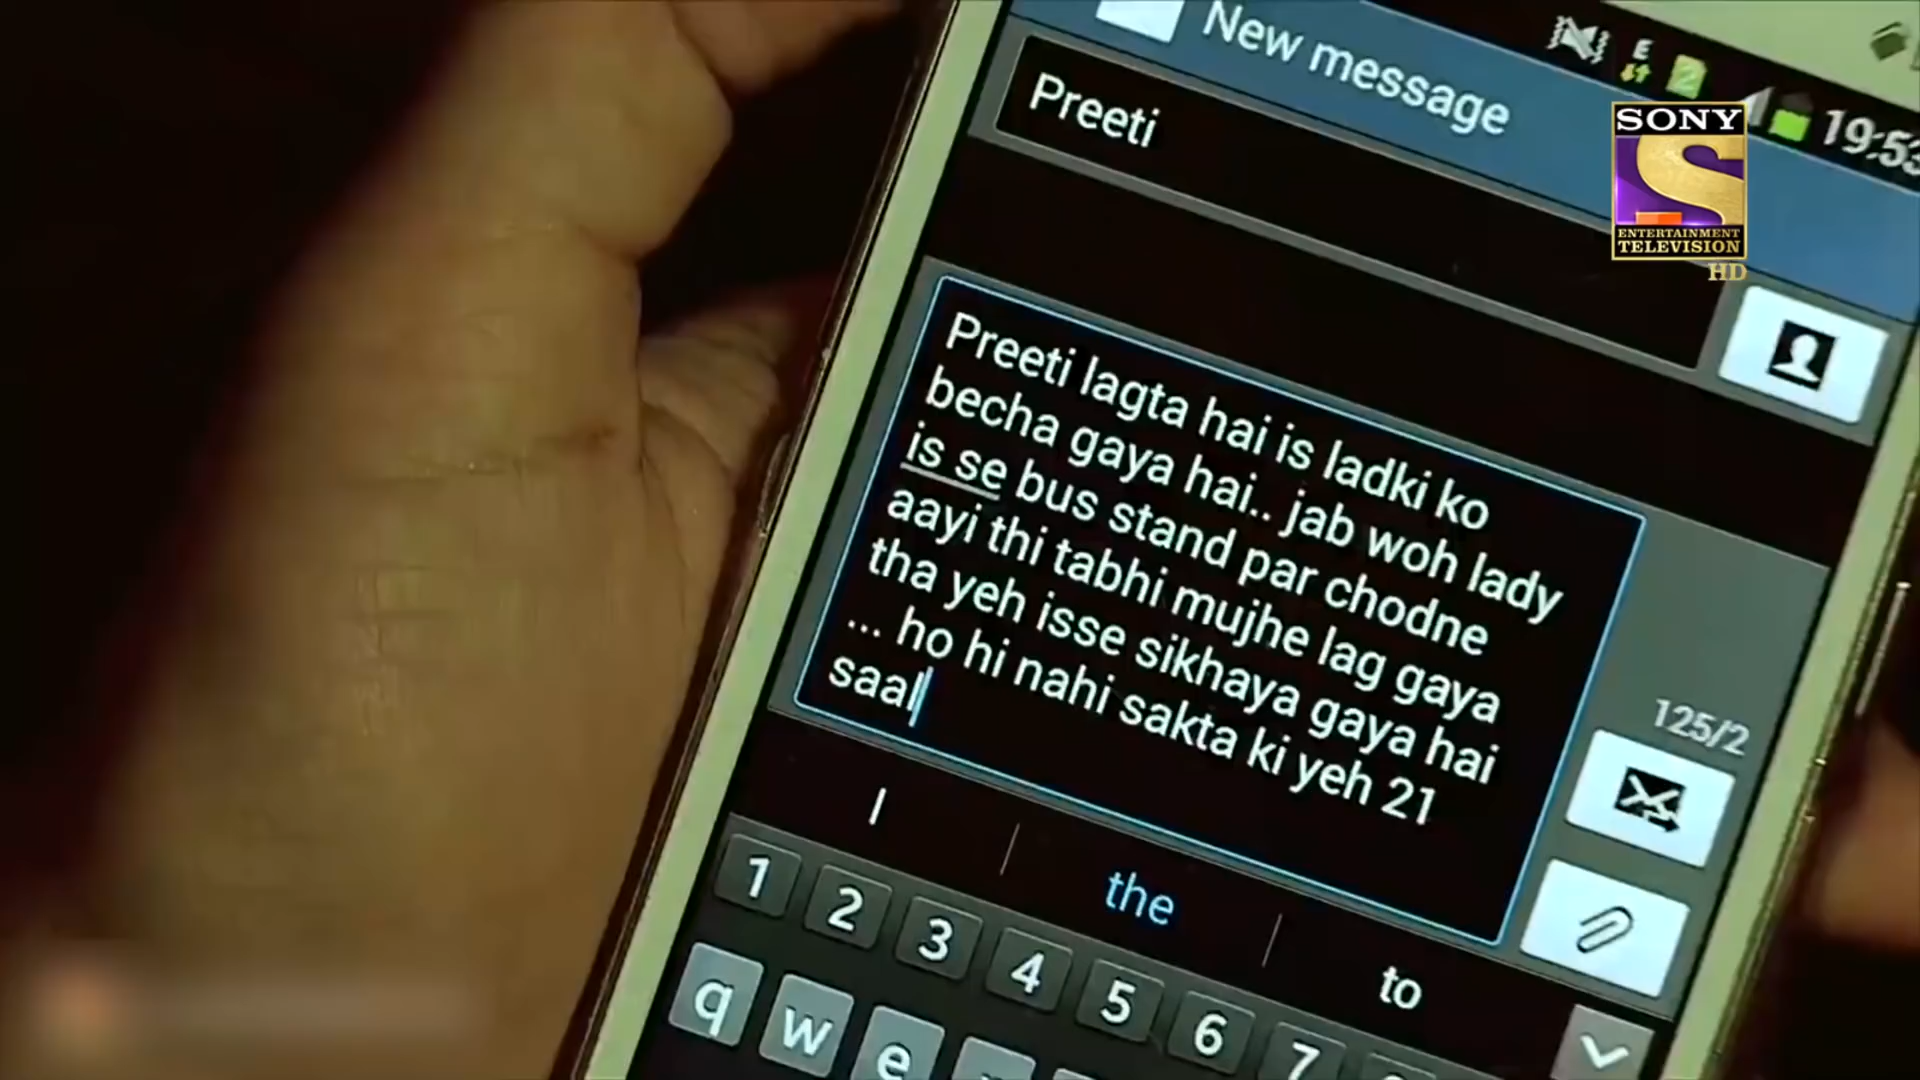 New message
E
2
19:53
SONY
ENTERTAINMENT
TELEVISION
HD
Preeti
Preeti lagta hai is ladki ko
becha gaya hai.. jab woh lady
is se bus stand par chodne
aayi thi tabhi mujhe lag gaya
tha yeh isse sikhaya gaya hai
... ho hi nahi sakta ki yeh 21
saal
125/2
I
the
to
1 2 3 4 5 6 7
q w e